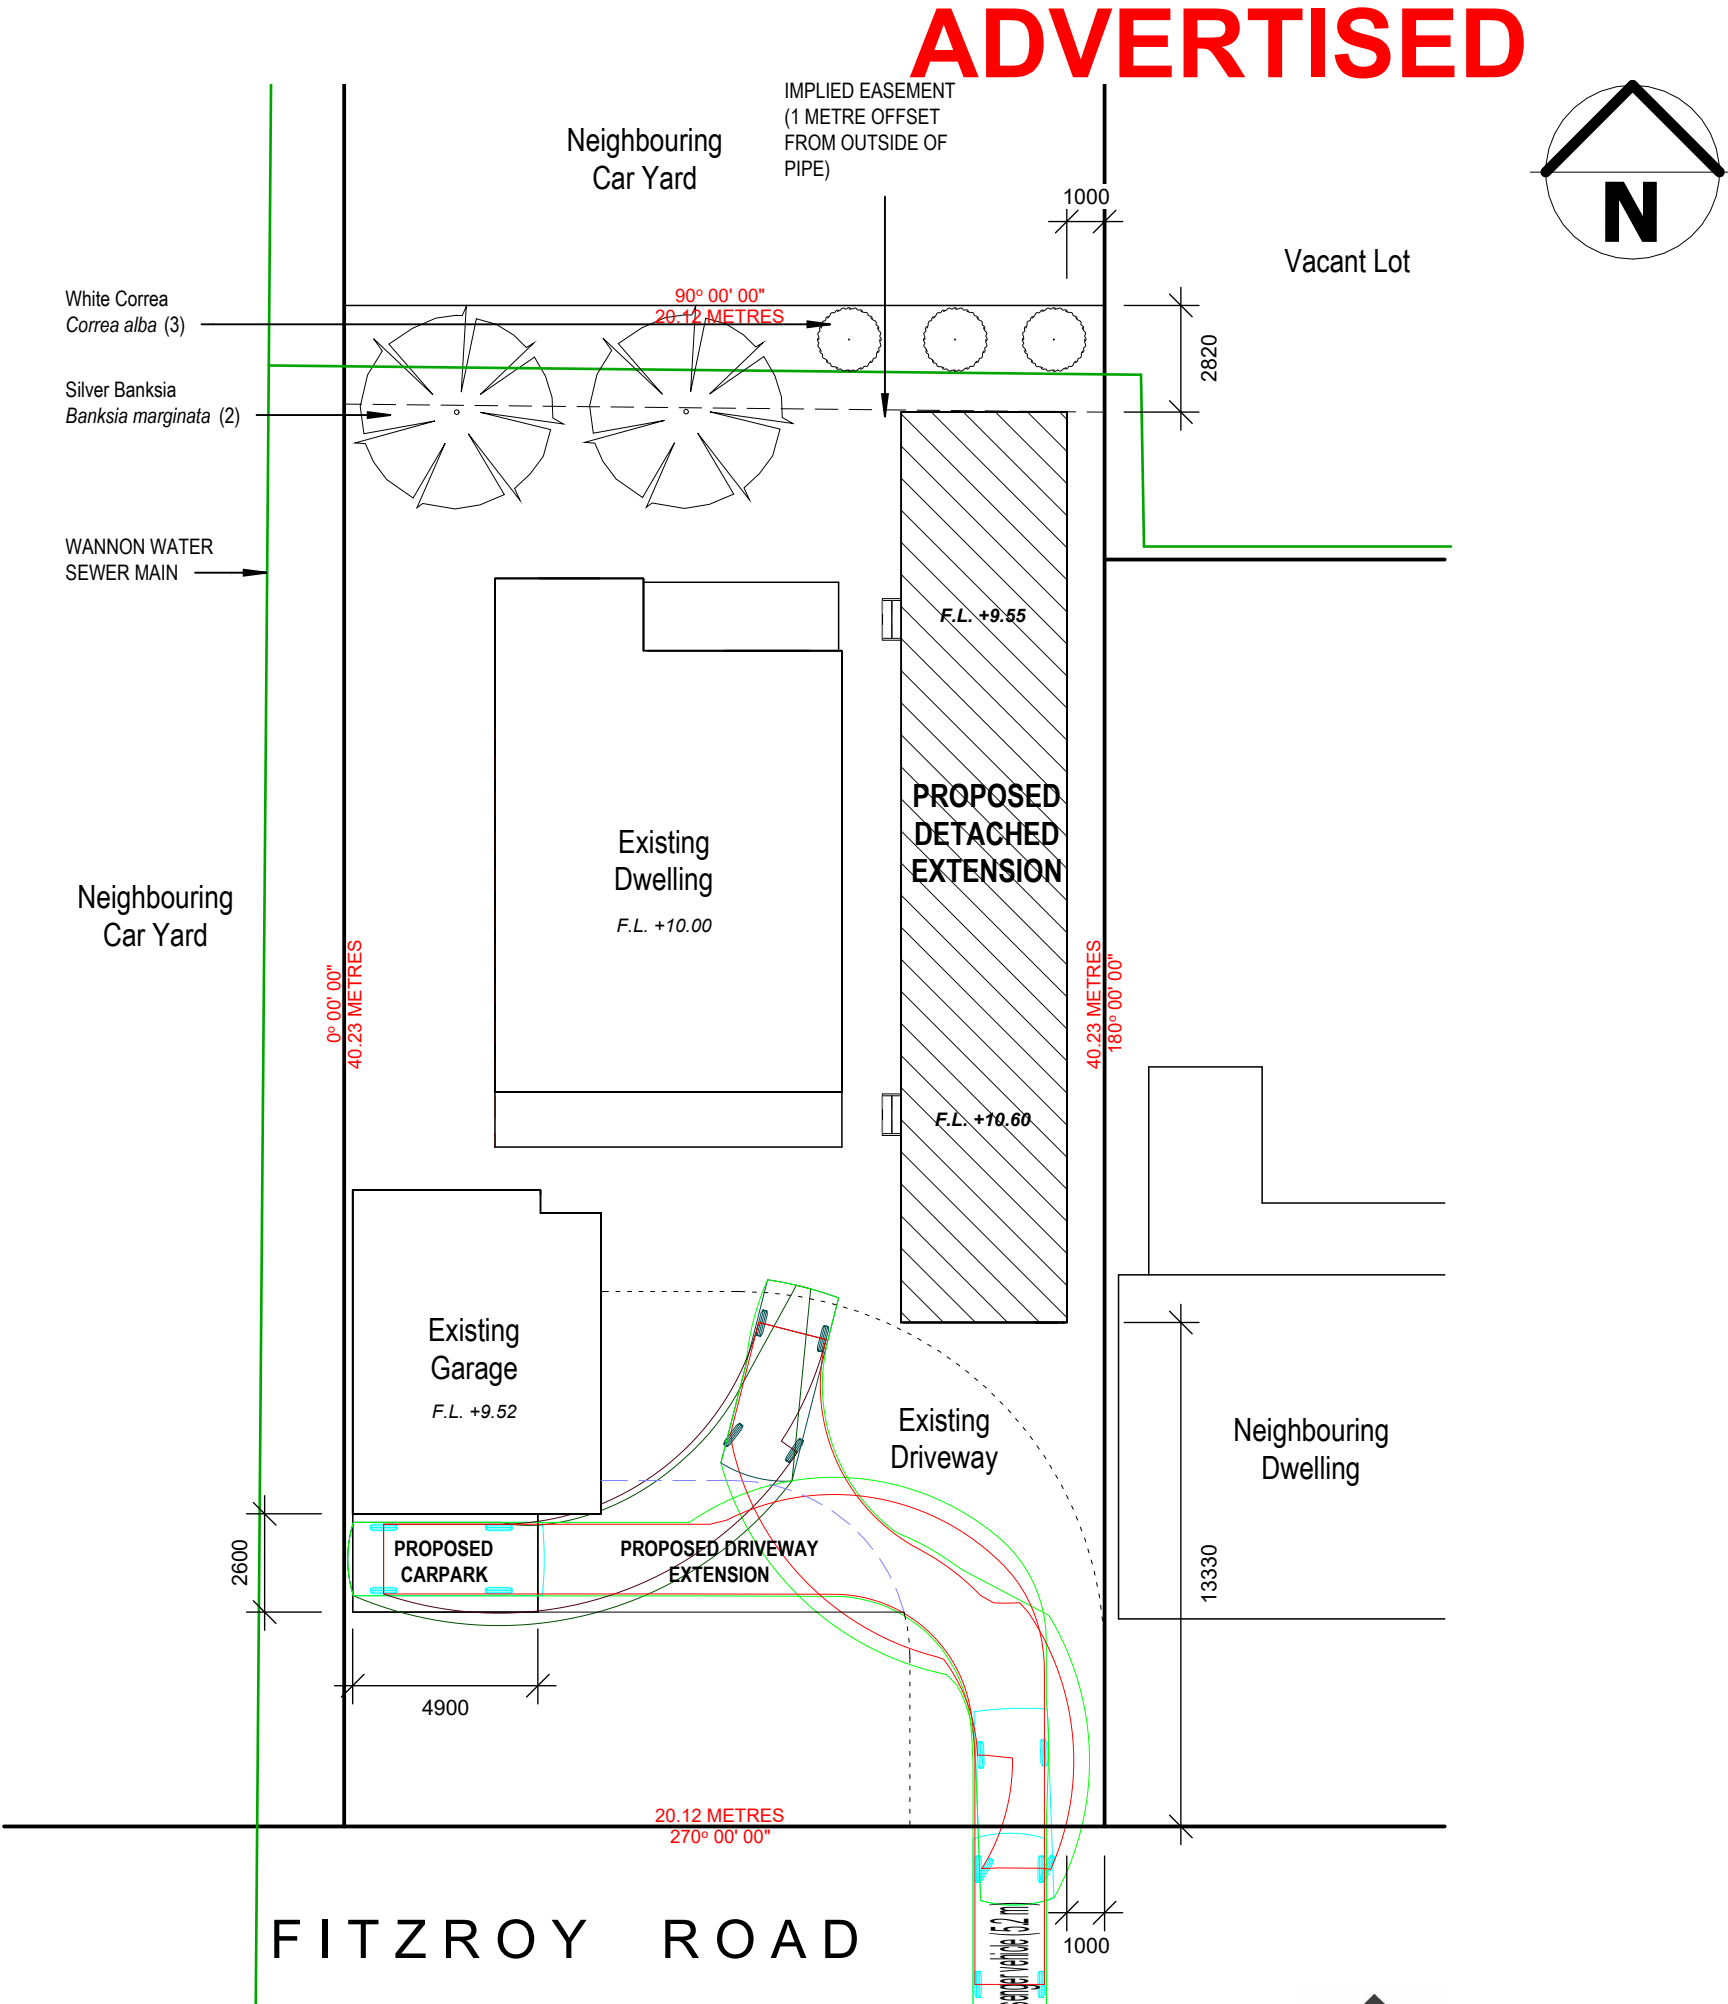 ADVERTISED
IMPLIED EASEMENT
(1 METRE OFFSET
FROM OUTSIDE OF
PIPE)
Neighbouring
Car Yard
1000
N
Vacant Lot
White Correa
Correa alba (3)
90° 00' 00"
20.12 METRES
2820
Silver Banksia
Banksia marginata (2)
WANNON WATER
SEWER MAIN
F.L. +9.55
PROPOSED
DETACHED
EXTENSION
Existing
Dwelling
F.L. +10.00
Neighbouring
Car Yard
0° 00' 00"
40.23 METRES
40.23 METRES
180° 00' 00"
F.L. +10.60
Existing
Garage
F.L. +9.52
Existing
Driveway
Neighbouring
Dwelling
2600
PROPOSED
CARPARK
PROPOSED DRIVEWAY
EXTENSION
13330
4900
20.12 METRES
270° 00' 00"
FITZROY ROAD
vehicle (5.2 m)
1000